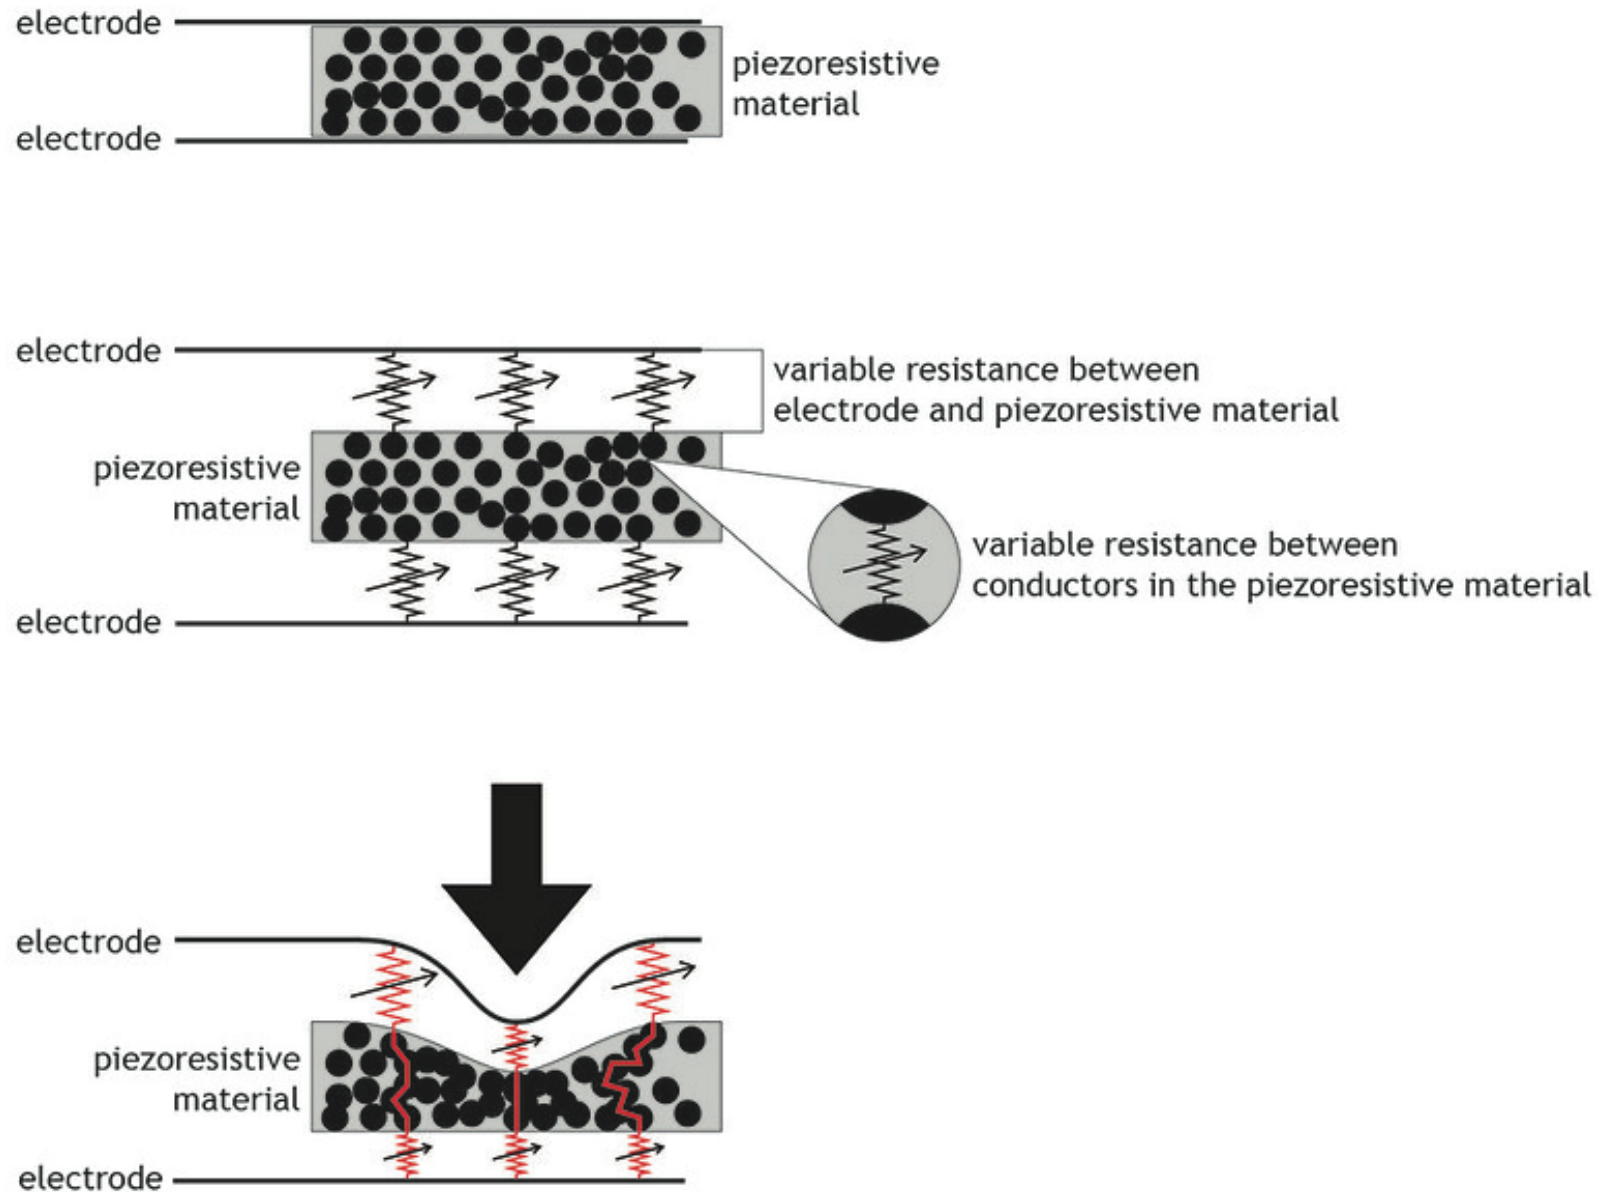 electrode
piezoresistive
material
electrode
electrode
variable resistance between
electrode and piezoresistive material
piezoresistive
material
variable resistance between
conductors in the piezoresistive material
electrode
electrode
piezoresistive
material
electrode